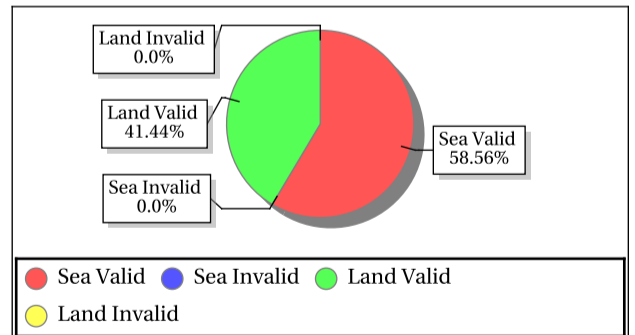 Land Invalid
0.0%
Land Valid
41.44%
Sea Valid
58.56%
Sea Invalid
0.0%
Sea Valid Sea Invalid Land Valid
Land Invalid